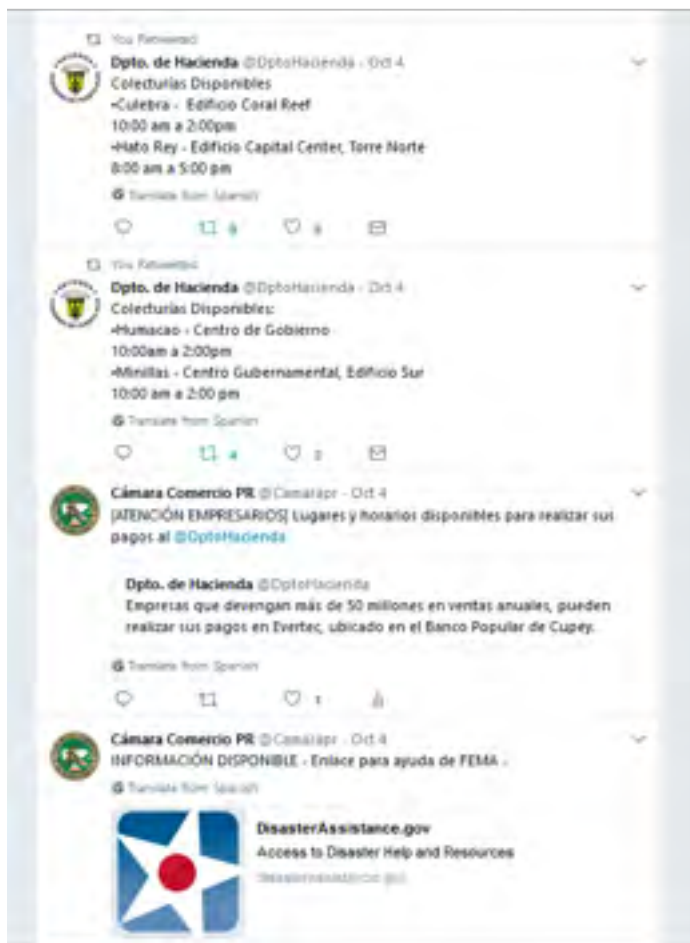 You Retweeted
Dpto. de Hacienda @DptoHacienda - Oct 4
Colecturías Disponibles
•Culebra - Edificio Coral Reef
10:00 am a 2:00pm
•Hato Rey - Edificio Capital Center, Torre Norte
8:00 am a 5:00 pm
Translate from Spanish
You Retweeted
Dpto. de Hacienda @DptoHacienda - Oct 4
Colecturías Disponibles:
•Humacao - Centro de Gobierno
10:00am a 2:00pm
•Minillas - Centro Gubernamental, Edificio Sur
10:00 am a 2:00 pm
Translate from Spanish
4
Cámara Comercio PR @Camarapr - Oct 4
[ATENCIÓN EMPRESARIOS] Lugares y horarios disponibles para realizar sus
pagos al @DptoHacienda
Dpto. de Hacienda @DptoHacienda
Empresas que devengan más de 50 millones en ventas anuales, pueden
realizar sus pagos en Evertec, ubicado en el Banco Popular de Cupey.
Translate from Spanish
1
Cámara Comercio PR @Camarapr - Oct 4
INFORMACIÓN DISPONIBLE - Enlace para ayuda de FEMA -
Translate from Spanish
DisasterAssistance.gov
Access to Disaster Help and Resources
disasterassistance.gov